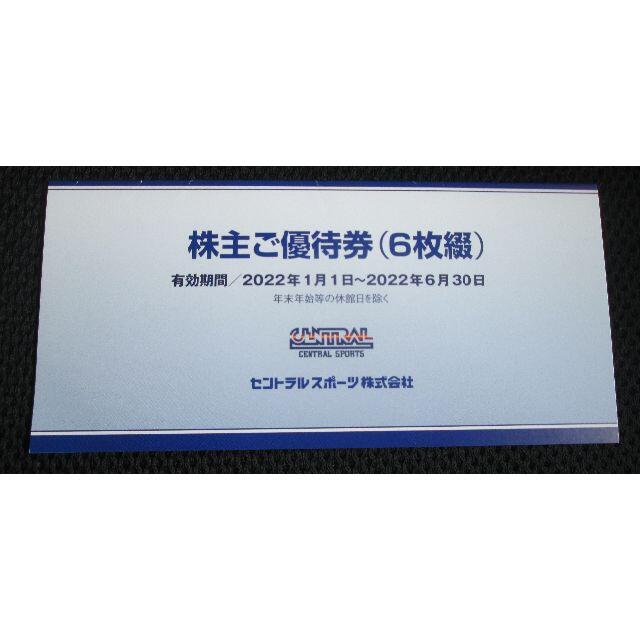 株主ご優待券(6枚綴)
有効期間／2022年1月1日～2022年6月30日
年末年始等の休館日を除く
CENTRAL
CENTRAL SPORTS
セントラルスポーツ株式会社